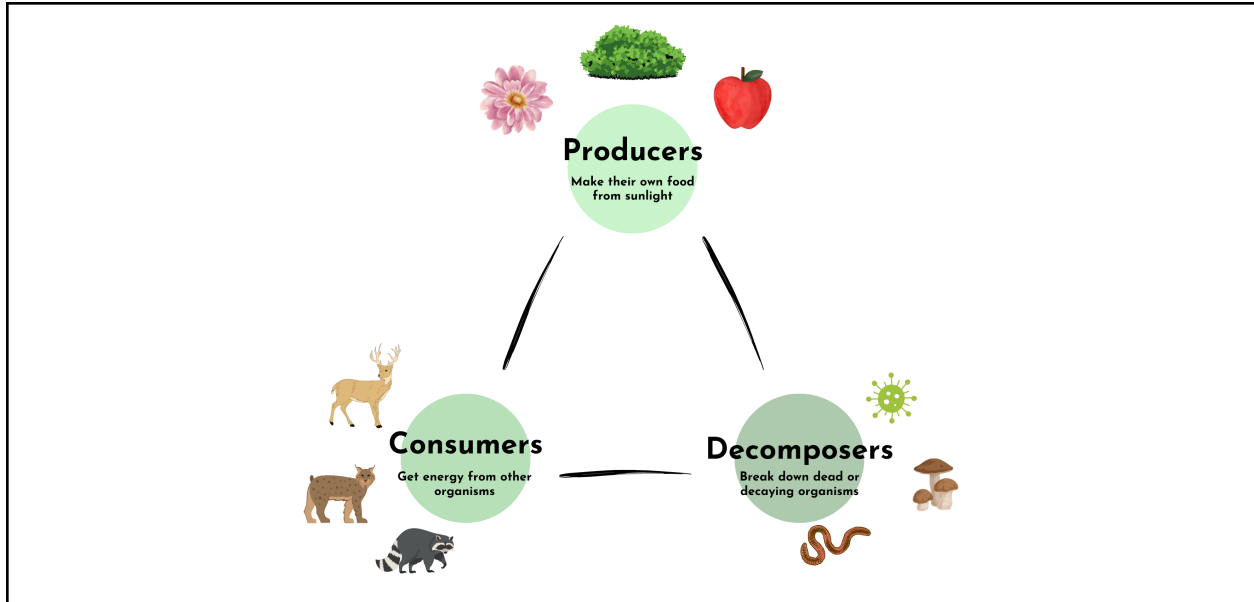 Producers
Make their own food
from sunlight
Consumers
Get energy from other
organisms
Decomposers
Break down dead or
decaying organisms